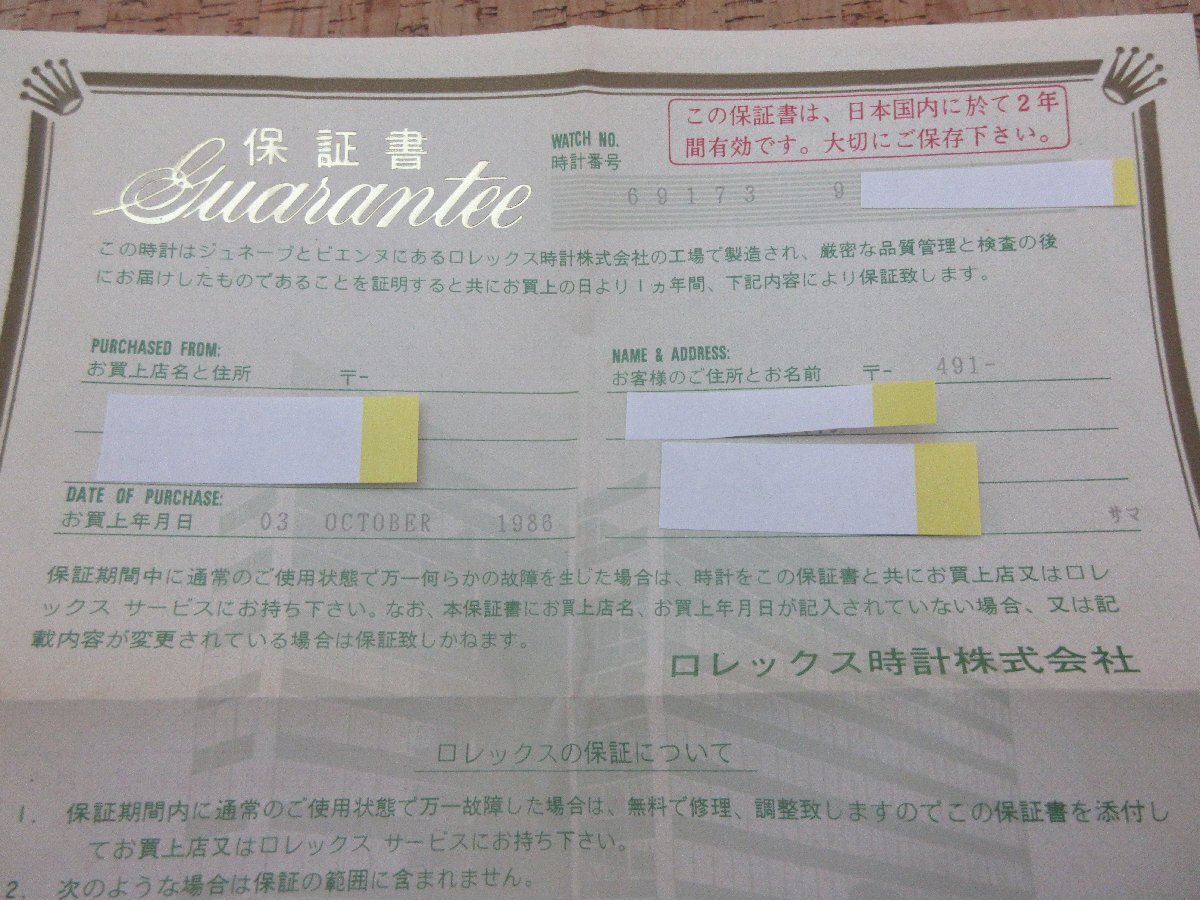 この保証書は、日本国内に於て2年
間有効です。大切にご保存下さい。
保証書
Guarantee
WATCH NO.
時計番号
69173 9
この時計はジュネーブとビエンヌにあるロレックス時計株式会社の工場で製造され、厳密な品質管理と検査の後
にお届けしたものであることを証明すると共にお買上の日より1ヵ年間、下記内容により保証致します。
PURCHASED FROM:
お買上店名と住所 〒-
NAME & ADDRESS:
お客様のご住所とお名前 〒- 491-
DATE OF PURCHASE:
お買上年月日 03 OCTOBER 1986
サマ
保証期間中に通常のご使用状態で万一何らかの故障を生じた場合は、時計をこの保証書と共にお買上店又はロレ
ックス サービスにお持ち下さい。なお、本保証書にお買上店名、お買上年月日が記入されていない場合、又は記
載内容が変更されている場合は保証致しかねます。
ロレックス時計株式会社
ロレックスの保証について
1. 保証期間内に通常のご使用状態で万一故障した場合は、無料で修理、調整致しますのでこの保証書を添付し
てお買上店又はロレックス サービスにお持ち下さい。
2. 次のような場合は保証の範囲に含まれません。